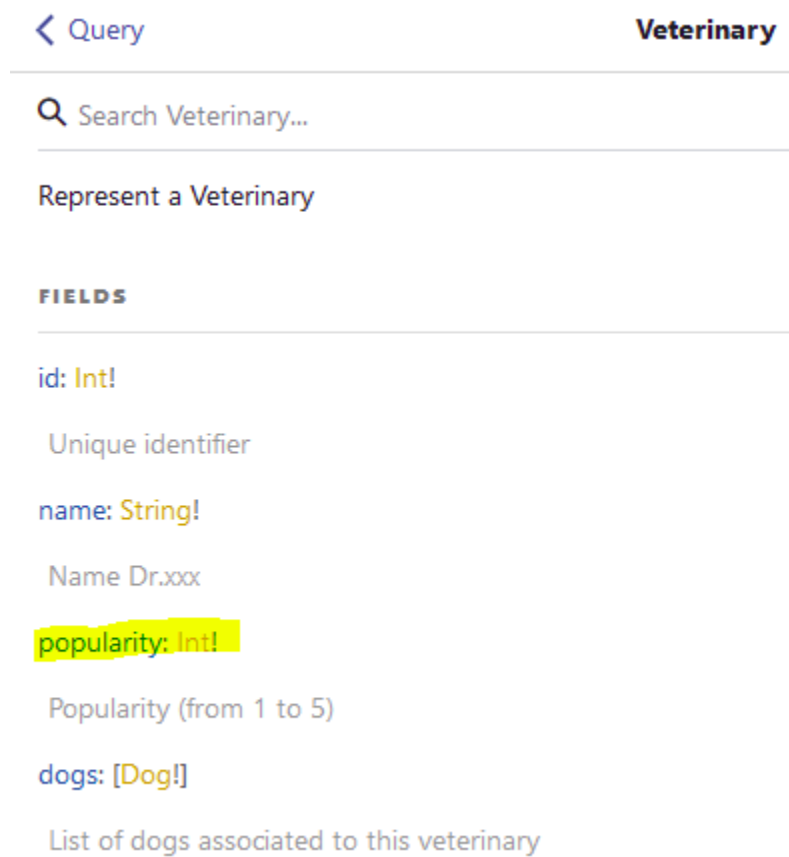 Query
Veterinary
Search Veterinary...
Represent a Veterinary
FIELDS
id: Int!
Unique identifier
name: String!
Name Dr.xxx
popularity: Int!
Popularity (from 1 to 5)
dogs: [Dog!]
List of dogs associated to this veterinary